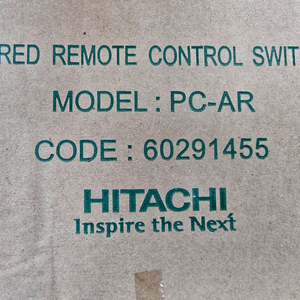 RED REMOTE CONTROL SWIT
MODEL : PC-AR
CODE : 60291455
HITACHI
Inspire the Next